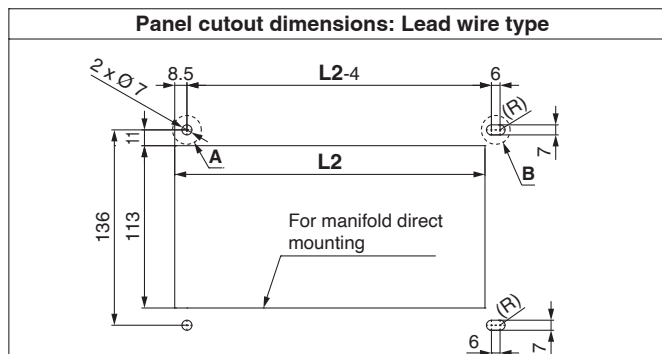 Panel cutout dimensions: Lead wire type
2 x Ø 7
8.5
L2-4
6
(R)
7
11
A
B
L2
136
113
For manifold direct
mounting
(R)
6
7